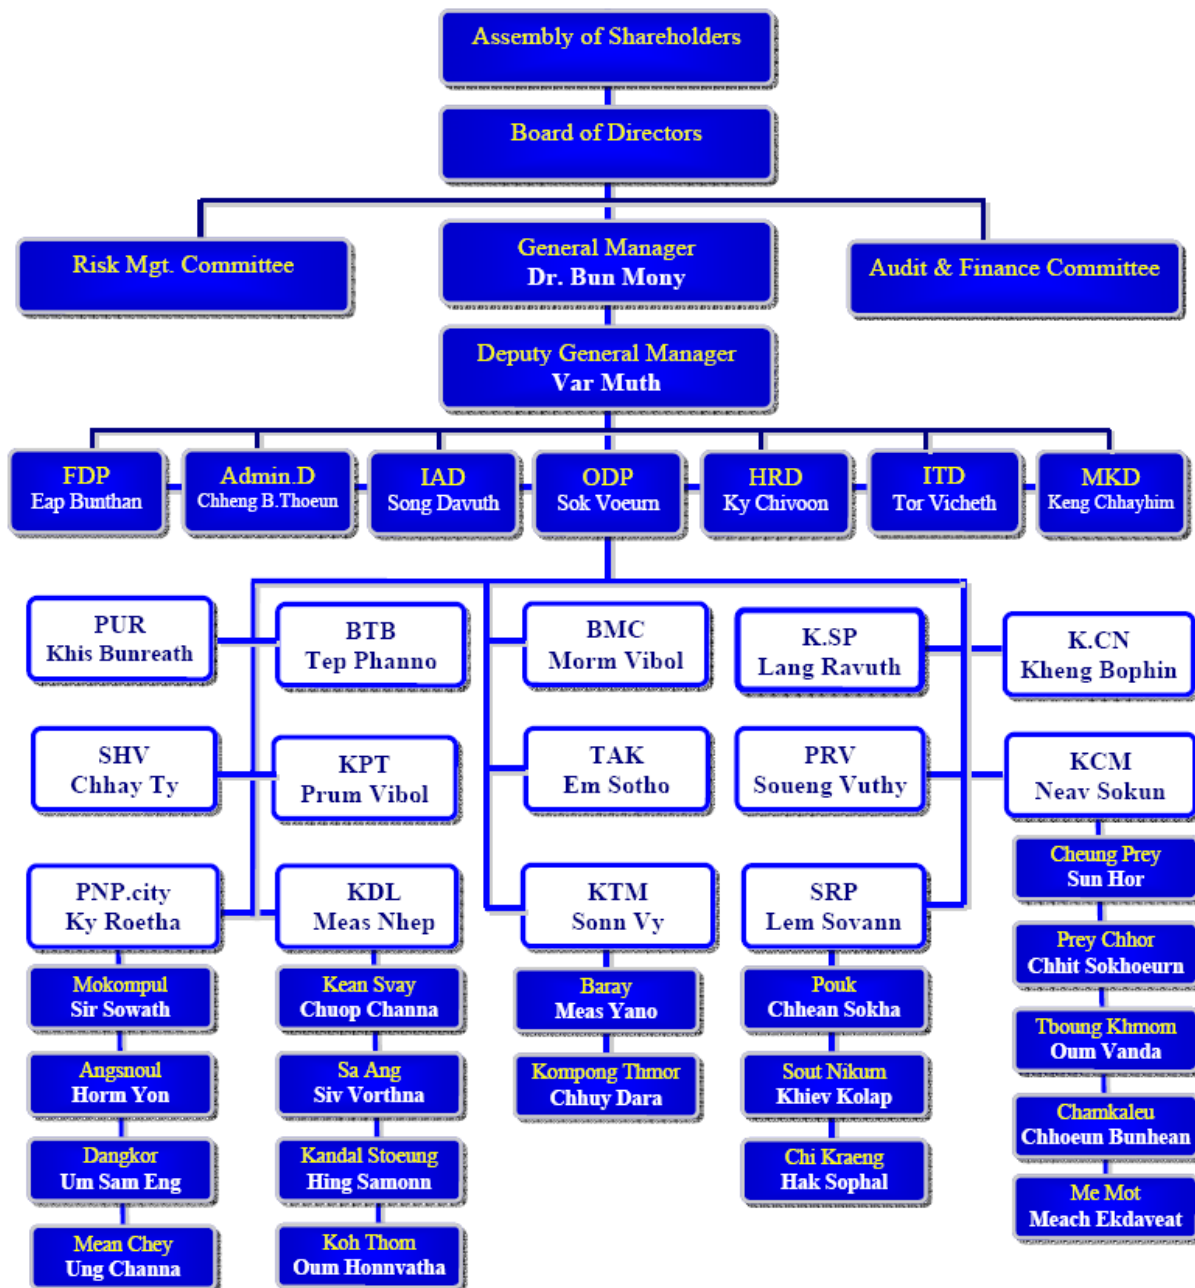 Assembly of Shareholders
Board of Directors
Risk Mgt. Committee
General Manager
Dr. Bun Mony
Audit & Finance Committee
Deputy General Manager
Var Muth
FDP
Eap Bunthan
Admin.D
Chheng B.Thoeun
IAD
Song Davuth
ODP
Sok Voeurn
HRD
Ky Chivoon
ITD
Tor Vicheth
MKD
Keng Chhayhim
PUR
Khis Bunreath
BTB
Tep Phanno
BMC
Morm Vibol
K.SP
Lang Ravuth
K.CN
Kheng Bophin
SHV
Chhay Ty
KPT
Prum Vibol
TAK
Em Sotho
PRV
Soueng Vuthy
KCM
Neav Sokun
PNP.city
Ky Roetha
KDL
Meas Nhep
KTM
Sonn Vy
SRP
Lem Sovann
Mokompul
Sir Sowath
Angsnoul
Horm Yon
Dangkor
Um Sam Eng
Mean Chey
Ung Channa
Kean Svay
Chuop Channa
Sa Ang
Siv Vorthna
Kandal Stoeung
Hing Samonn
Koh Thom
Oum Honnvatha
Baray
Meas Yano
Kompong Thmor
Chhuy Dara
Pouk
Chhean Sokha
Sout Nikum
Khiev Kolap
Chi Kraeng
Hak Sophal
Cheung Prey
Sun Hor
Prey Chhor
Chhit Sokhoeurn
Tboung Khmom
Oum Vanda
Chamkaleu
Chhoeun Bunhean
Me Mot
Meach Ekdaveat